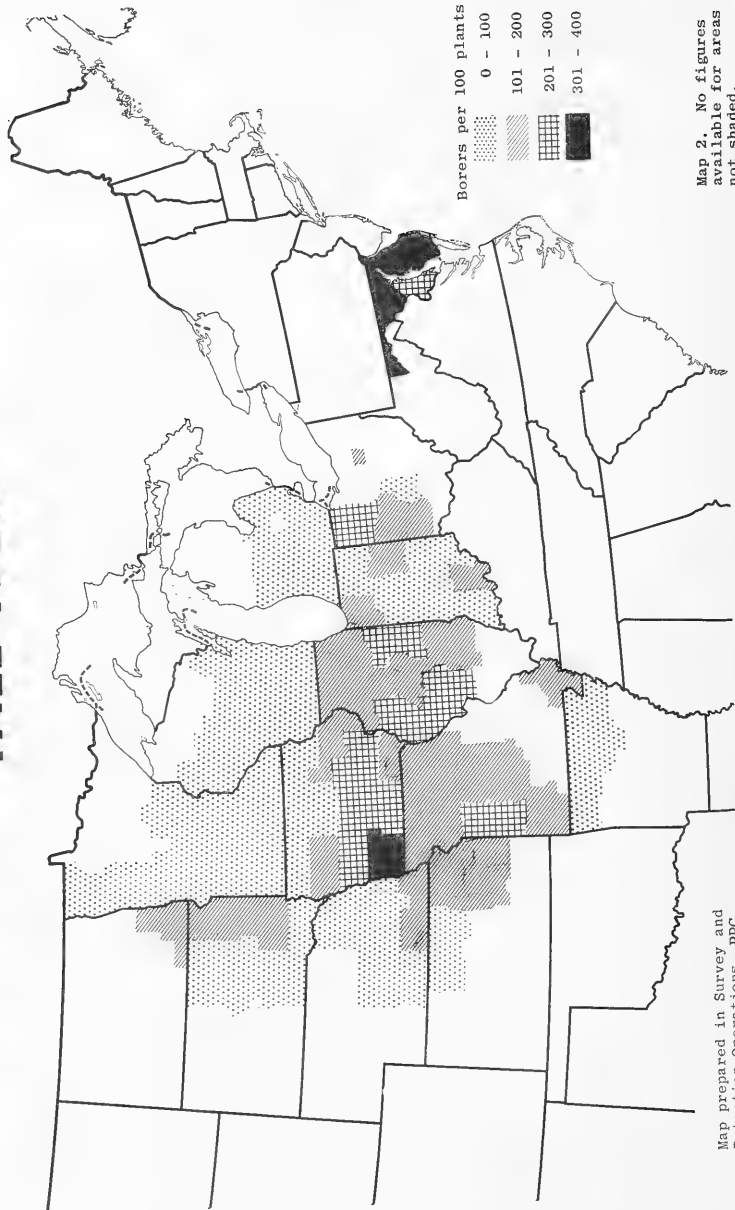 Borers per 100 plants
0 - 100
101 - 200
201 - 300
301 - 400
Map 2. No figures
available for areas
not shaded.
Map prepared in Survey and